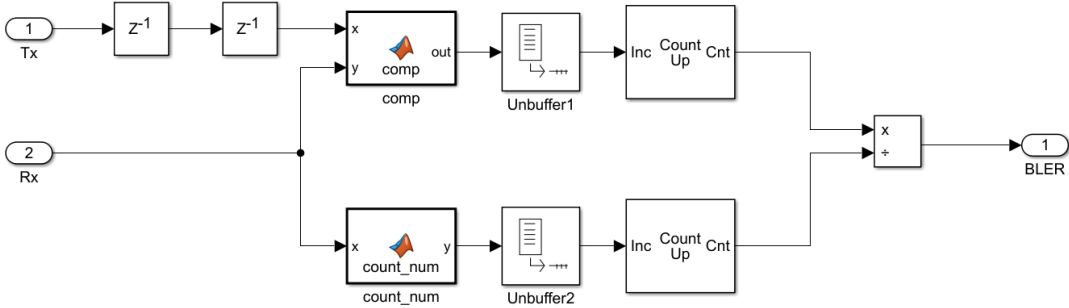 1
Tx
Z-1
Z-1
x
y
comp
out
comp
Unbuffer1
Inc
Count
Up
Cnt
2
Rx
x
÷
1
BLER
x
count_num
y
count_num
Unbuffer2
Inc
Count
Up
Cnt